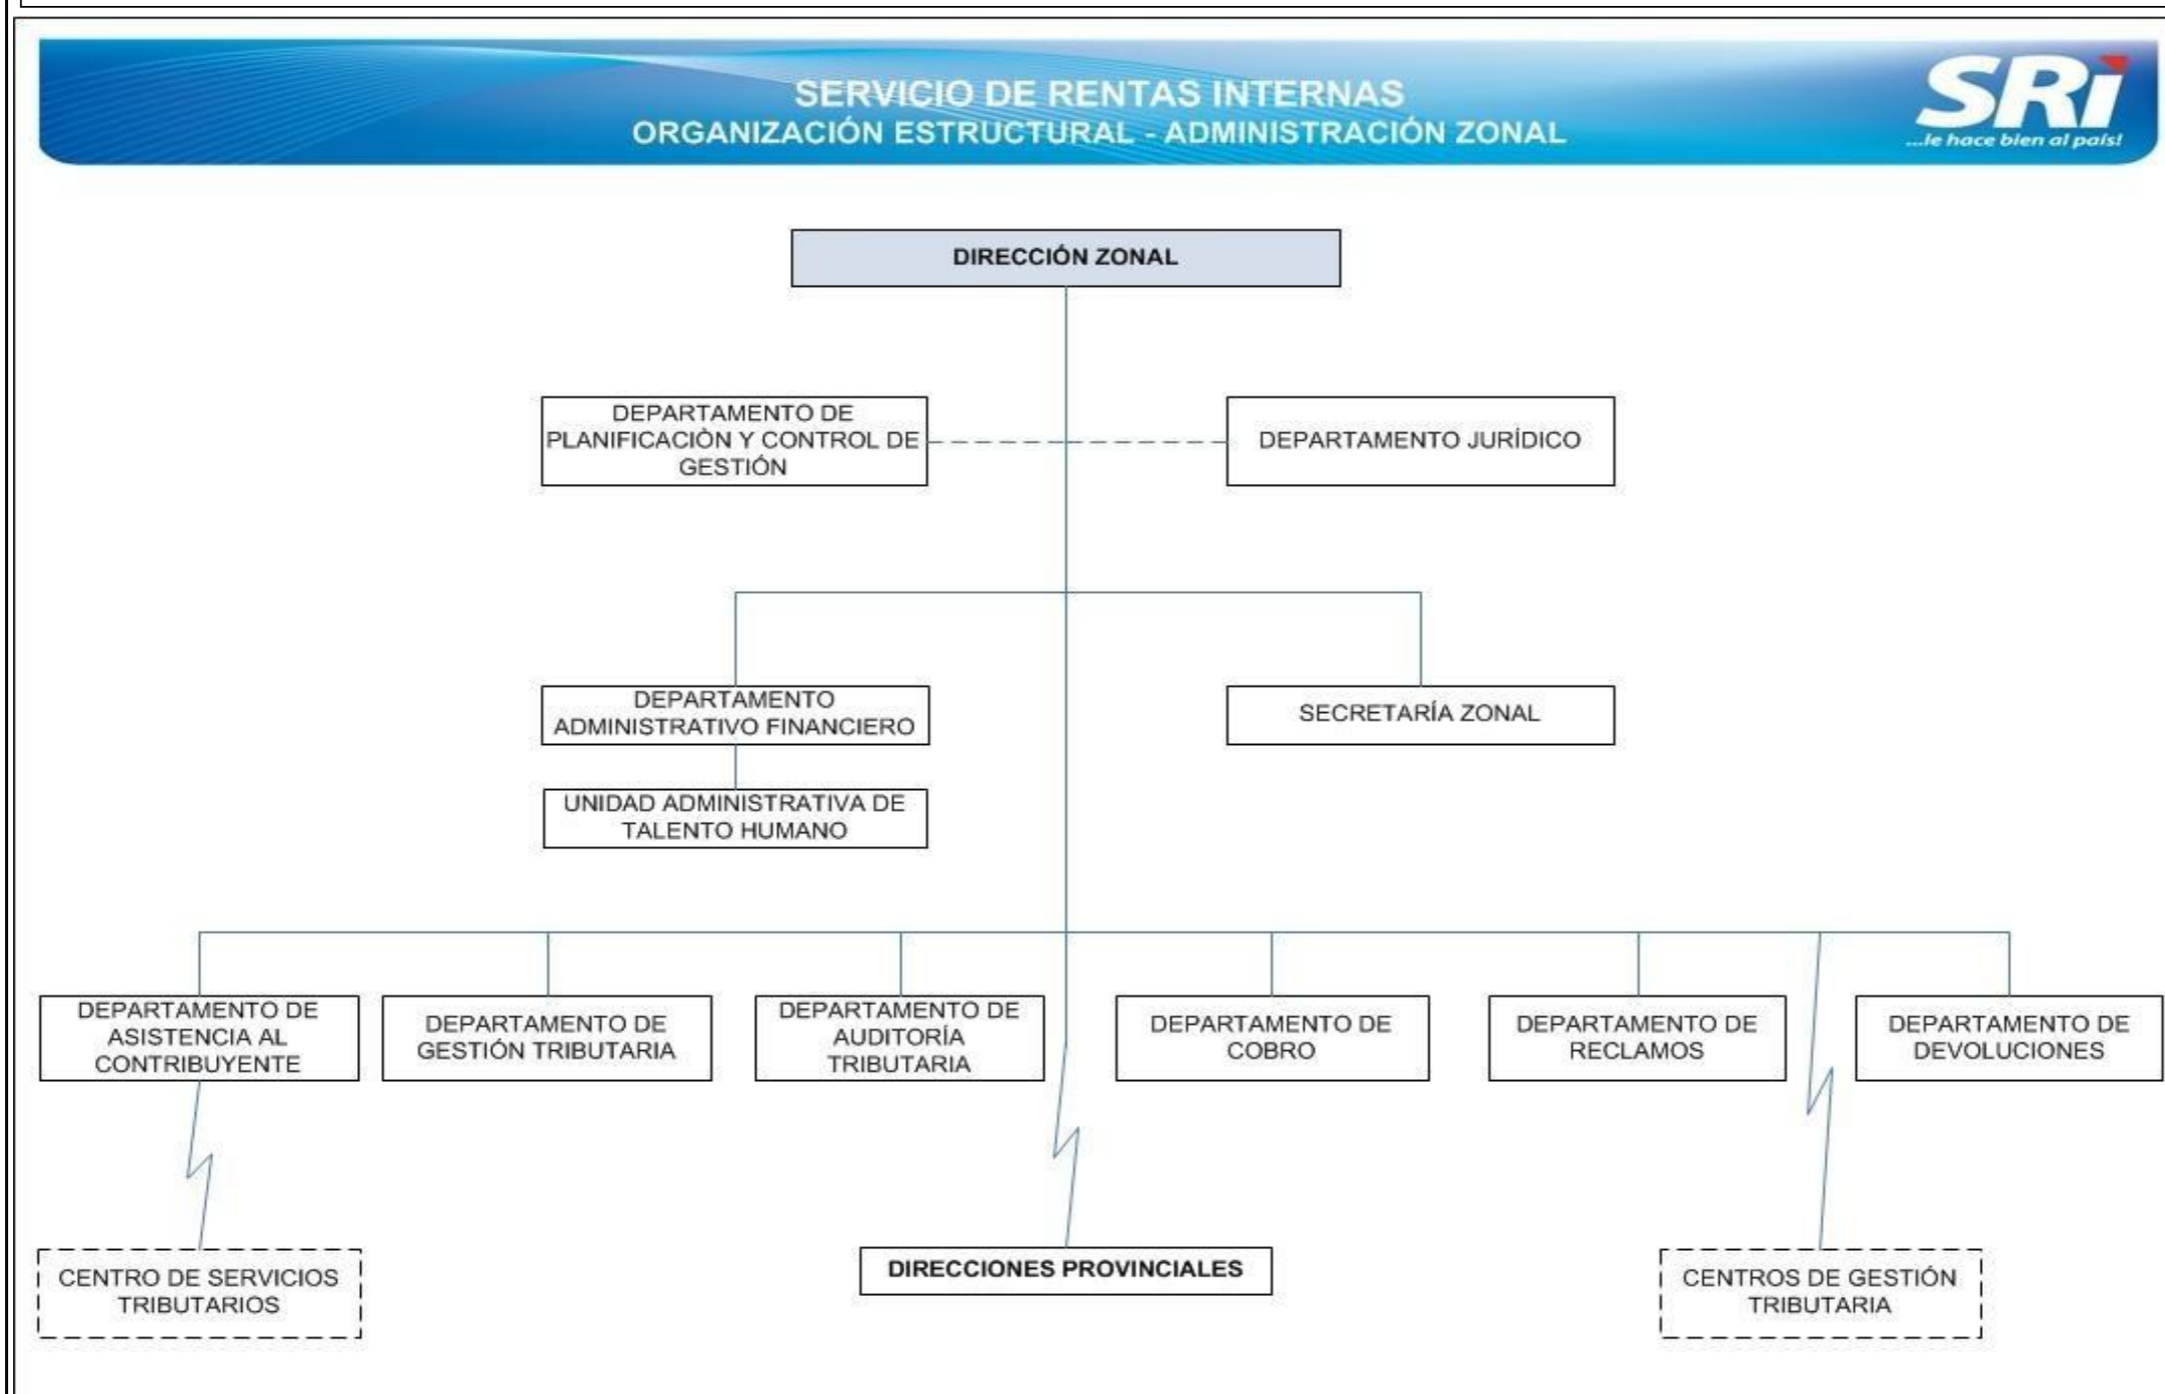 SERVICIO DE RENTAS INTERNAS
ORGANIZACIÓN ESTRUCTURAL - ADMINISTRACIÓN ZONAL
SRi
...le hace bien al país!
DIRECCIÓN ZONAL
DEPARTAMENTO DE
PLANIFICACIÒN Y CONTROL DE
GESTIÓN
DEPARTAMENTO JURÍDICO
DEPARTAMENTO
ADMINISTRATIVO FINANCIERO
SECRETARÍA ZONAL
UNIDAD ADMINISTRATIVA DE
TALENTO HUMANO
DEPARTAMENTO DE
ASISTENCIA AL
CONTRIBUYENTE
DEPARTAMENTO DE
GESTIÓN TRIBUTARIA
DEPARTAMENTO DE
AUDITORÍA
TRIBUTARIA
DEPARTAMENTO DE
COBRO
DEPARTAMENTO DE
RECLAMOS
DEPARTAMENTO DE
DEVOLUCIONES
CENTRO DE SERVICIOS
TRIBUTARIOS
DIRECCIONES PROVINCIALES
CENTROS DE GESTIÓN
TRIBUTARIA